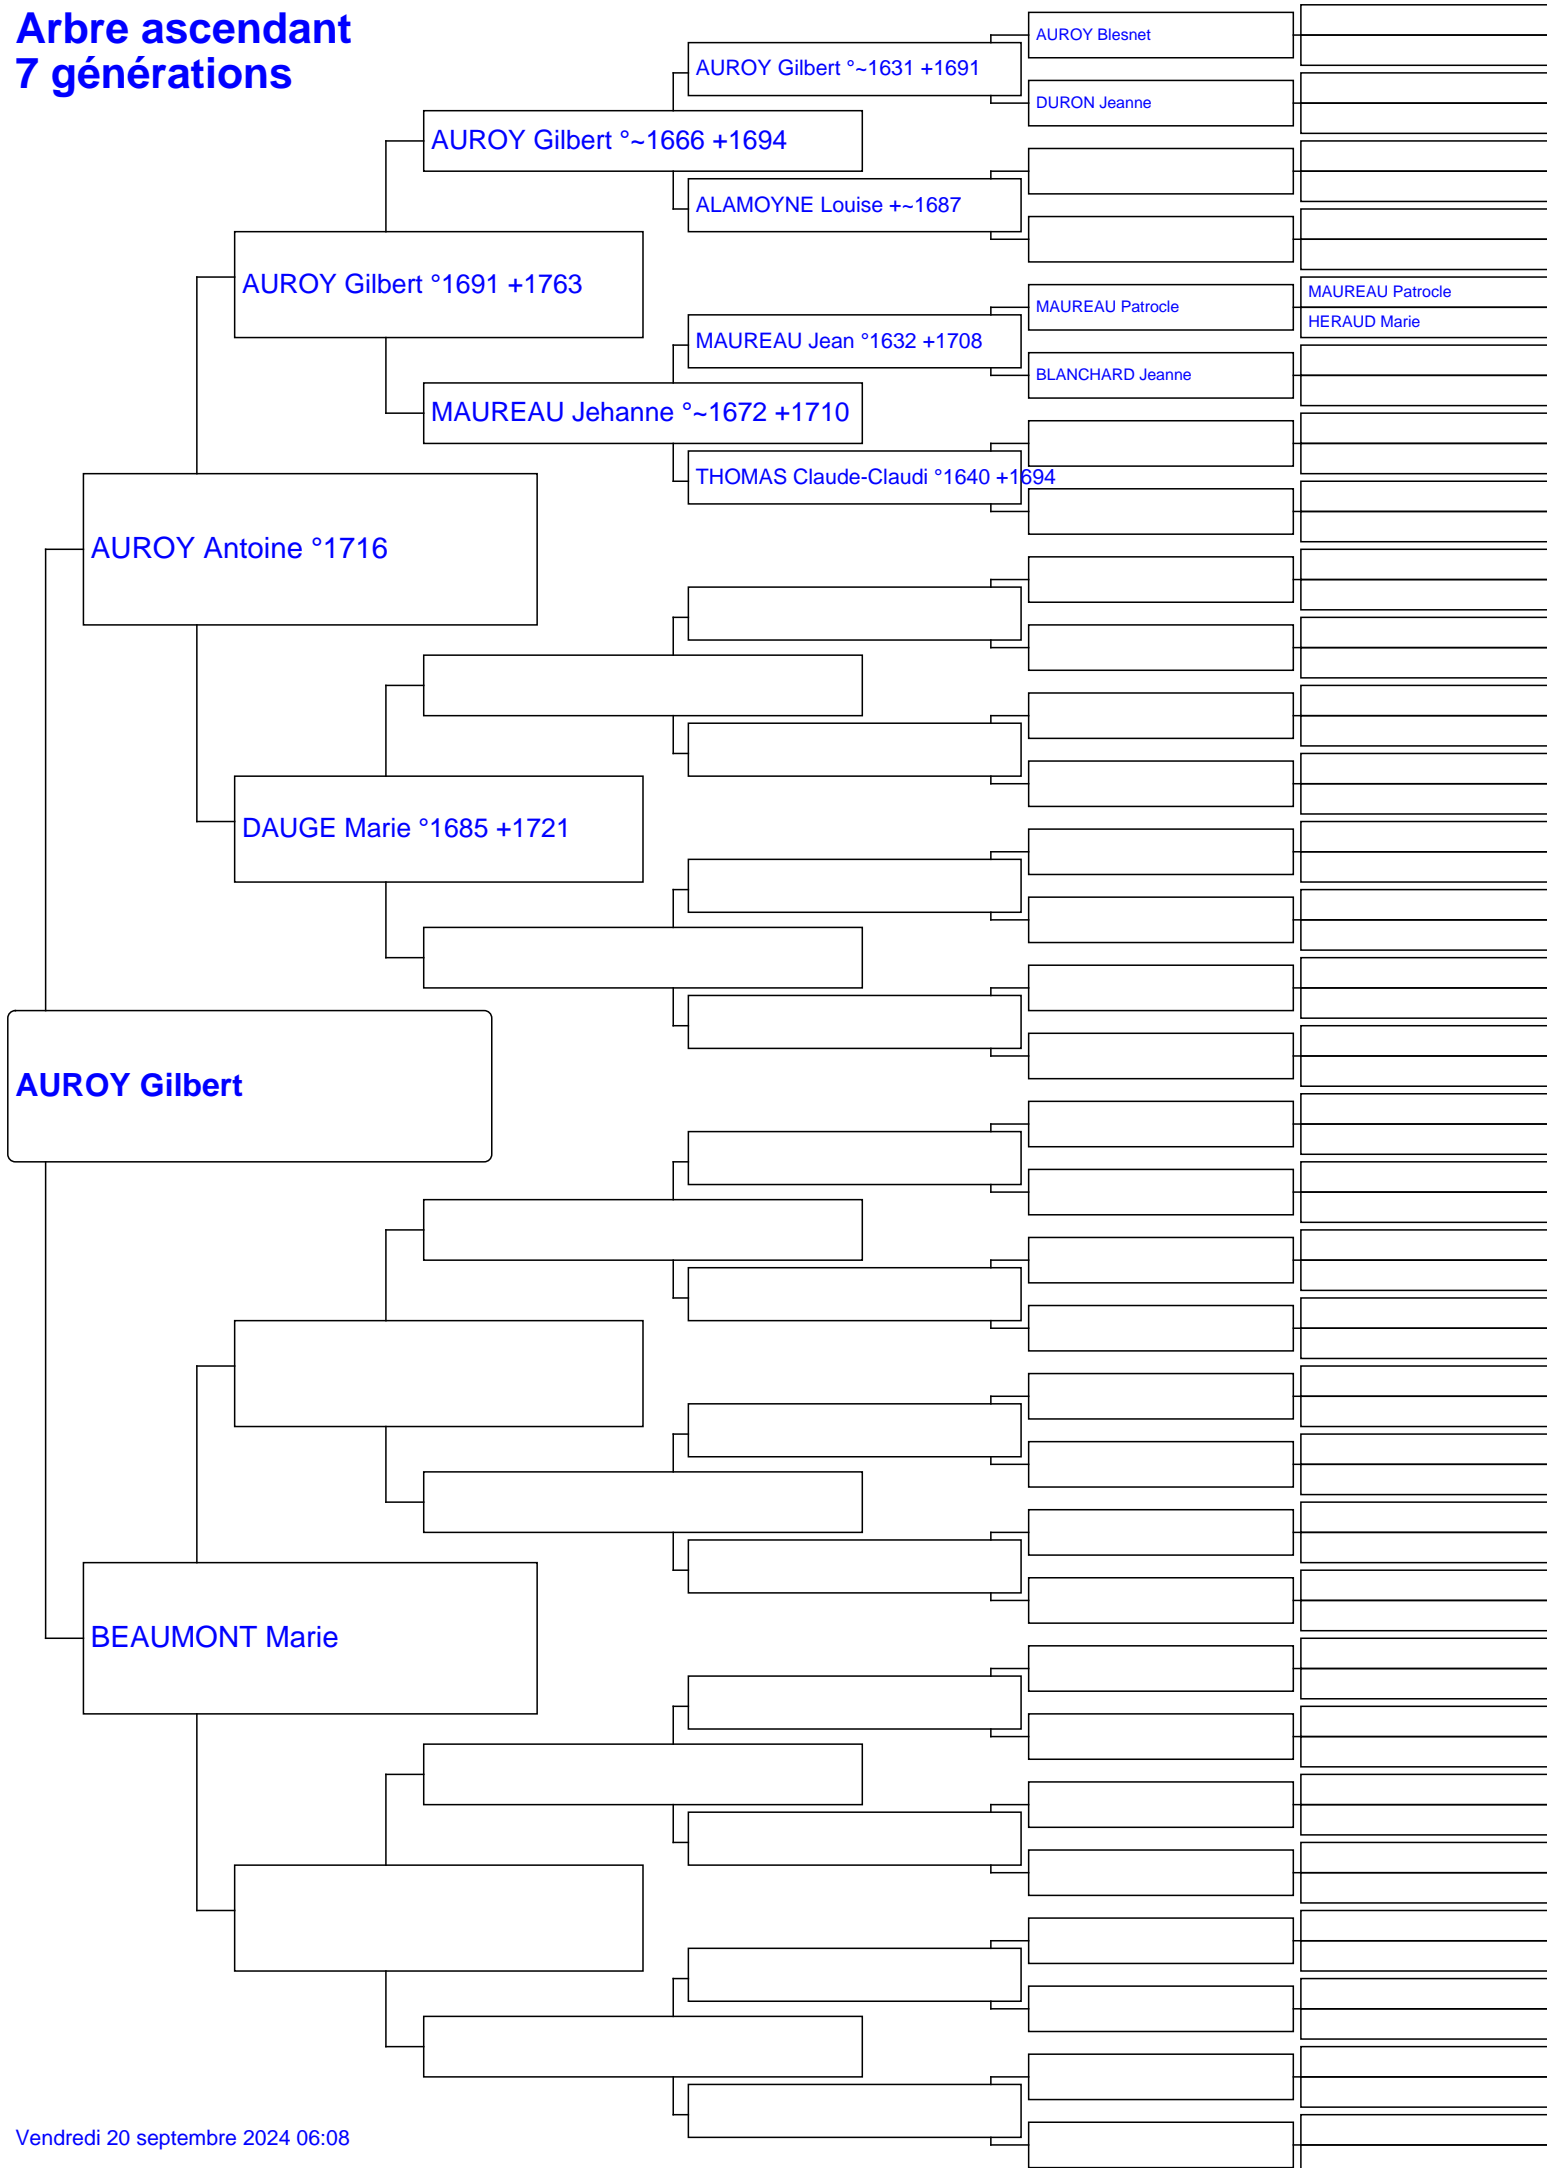 Arbre ascendant
7 générations
AUROY Blesnet
AUROY Gilbert °~1631 +1691
DURON Jeanne
AUROY Gilbert °~1666 +1694
ALAMOYNE Louise +~1687
AUROY Gilbert °1691 +1763
MAUREAU Patrocle
MAUREAU Patrocle
HERAUD Marie
MAUREAU Jean °1632 +1708
BLANCHARD Jeanne
MAUREAU Jehanne °~1672 +1710
THOMAS Claude-Claudi °1640 +1694
AUROY Antoine °1716
DAUGE Marie °1685 +1721
AUROY Gilbert
BEAUMONT Marie
Vendredi 20 septembre 2024 06:08